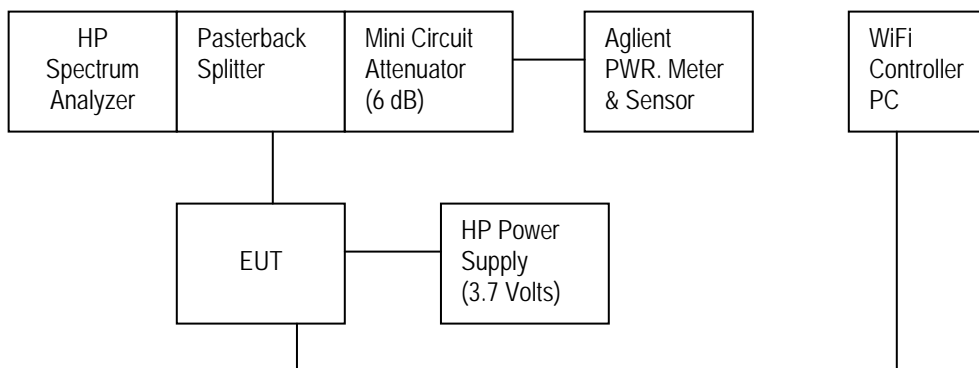 HP
Spectrum
Analyzer
Pasterback
Splitter
Mini Circuit
Attenuator
(6 dB)
Aglient
PWR. Meter
& Sensor
WiFi
Controller
PC
EUT
HP Power
Supply
(3.7 Volts)